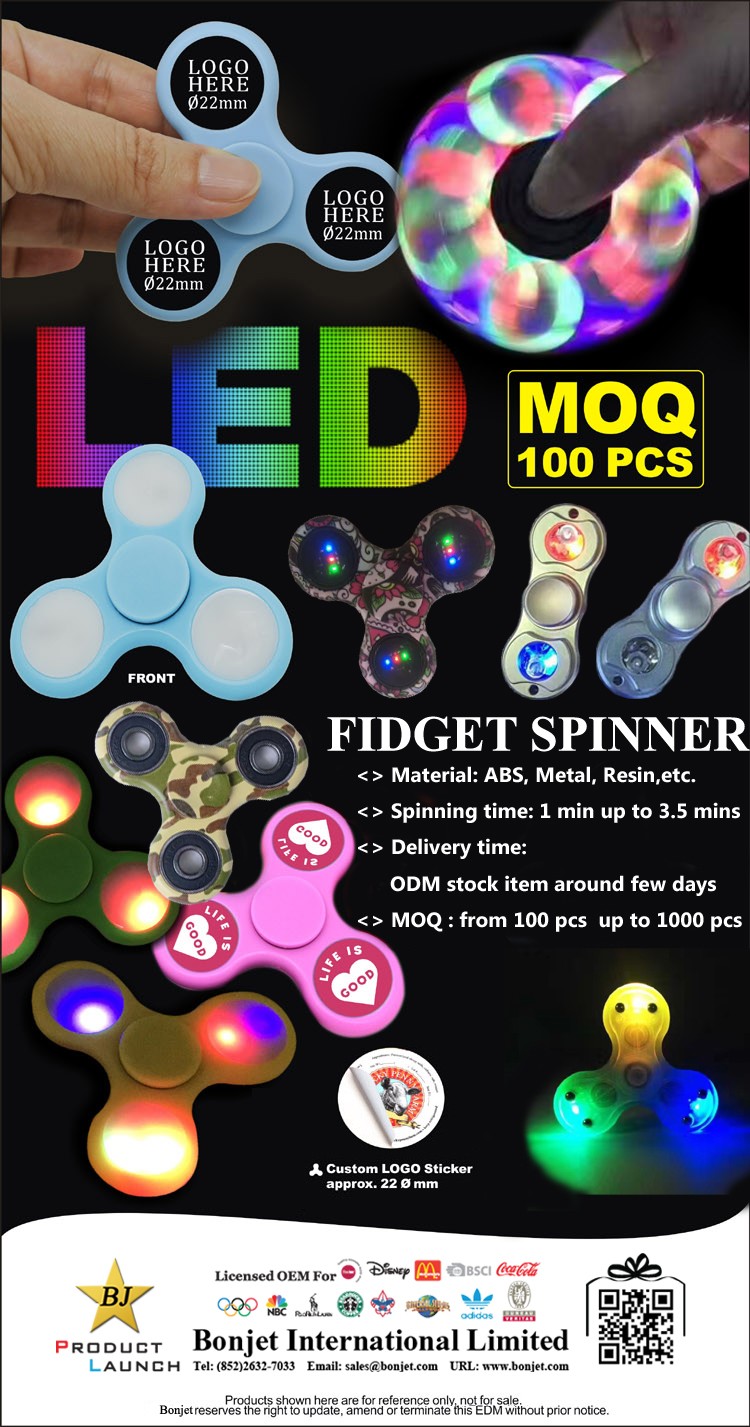 LOGO
HERE
Ø22mm
LOGO
HERE
Ø22mm
LOGO
HERE
Ø22mm
LED
MOQ
100 PCS
FRONT
FIDGET SPINNER
<> Material: ABS, Metal, Resin,etc.
<> Spinning time: 1 min up to 3.5 mins
<> Delivery time:
ODM stock item around few days
<> MOQ : from 100 pcs  up to 1000 pcs
LIFE IS
GOOD
LIFE IS
GOOD
LIFE IS
GOOD
Custom LOGO Sticker
approx. 22 Ø mm
BJ
PRODUCT
LAUNCH
Licensed OEM For
Disney
BSCI
Coca-Cola
NBC
adidas
Bonjet International Limited
Tel: (852)2632-7033 Email: sales@bonjet.com URL: www.bonjet.com
Products shown here are for reference only, not for sale.
Bonjet reserves the right to update, amend or terminate this EDM without prior notice.